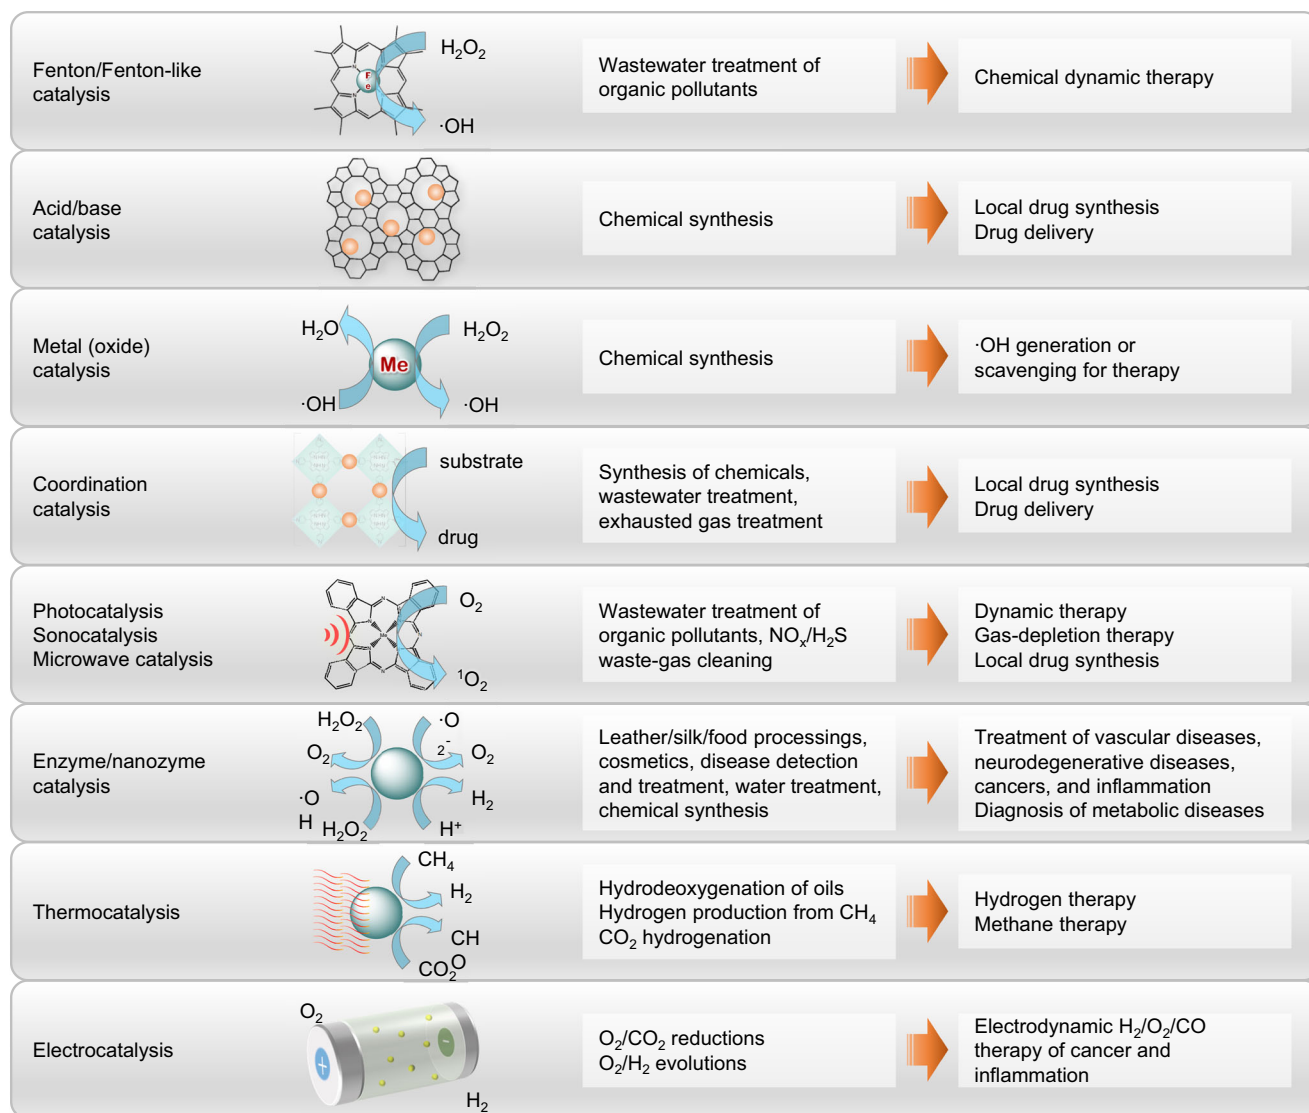 Fenton/Fenton-like
catalysis
Fe
N
N
H₂O₂
·OH
Wastewater treatment of
organic pollutants
Chemical dynamic therapy
Acid/base
catalysis
Chemical synthesis
Local drug synthesis
Drug delivery
Metal (oxide)
catalysis
H₂O
H₂O₂
Me
·OH
·OH
Chemical synthesis
·OH generation or
scavenging for therapy
Coordination
catalysis
substrate
drug
Synthesis of chemicals,
wastewater treatment,
exhausted gas treatment
Local drug synthesis
Drug delivery
Photocatalysis
Sonocatalysis
Microwave catalysis
Me
O₂
¹O₂
Wastewater treatment of
organic pollutants, NOₓ/H₂S
waste-gas cleaning
Dynamic therapy
Gas-depletion therapy
Local drug synthesis
Enzyme/nanozyme
catalysis
H₂O₂
·O
2-
O₂
O₂
·O
H
H₂
H₂O₂
H⁺
Leather/silk/food processings,
cosmetics, disease detection
and treatment, water treatment,
chemical synthesis
Treatment of vascular diseases,
neurodegenerative diseases,
cancers, and inflammation
Diagnosis of metabolic diseases
Thermocatalysis
CH₄
H₂
CH
O
CO₂
Hydrodeoxygenation of oils
Hydrogen production from CH₄
CO₂ hydrogenation
Hydrogen therapy
Methane therapy
Electrocatalysis
O₂
+
-
H₂
O₂/CO₂ reductions
O₂/H₂ evolutions
Electrodynamic H₂/O₂/CO
therapy of cancer and
inflammation